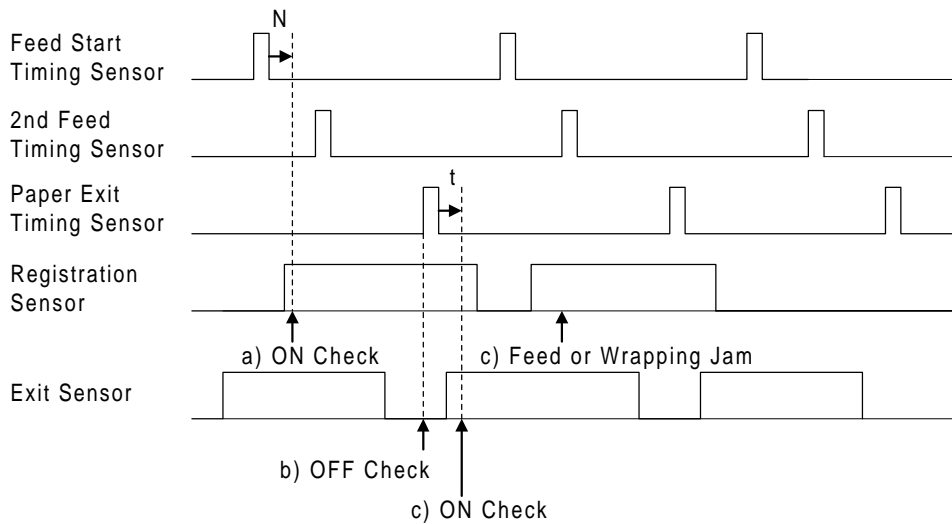 N
Feed Start
Timing Sensor
2nd Feed
Timing Sensor
t
Paper Exit
Timing Sensor
Registration
Sensor
a) ON Check
c) Feed or Wrapping Jam
Exit Sensor
b) OFF Check
c) ON Check